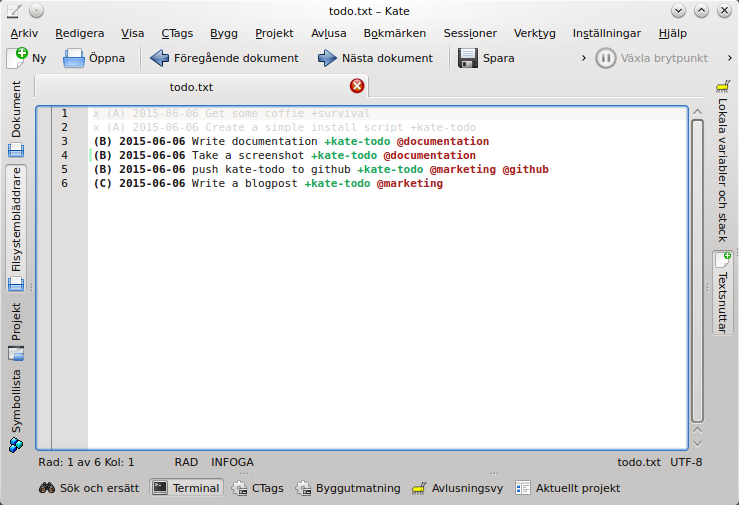 todo.txt – Kate
Arkiv Redigera Visa CTags Bygg Projekt Avlusa Bokmärken Sessioner Verktyg Inställningar Hjälp
Ny Öppna Föregående dokument Nästa dokument Spara › Växla brytpunkt ›
todo.txt
1 x (A) 2015-06-06 Get some coffie +survival
2 x (A) 2015-06-06 Create a simple install script +kate-todo
3 (B) 2015-06-06 Write documentation +kate-todo @documentation
4 (B) 2015-06-06 Take a screenshot +kate-todo @documentation
5 (B) 2015-06-06 push kate-todo to github +kate-todo @marketing @github
6 (C) 2015-06-06 Write a blogpost +kate-todo @marketing
Dokument
Filsystembläddrare
Projekt
Symbollista
Lokala variabler och stack
Textsnuttar
Rad: 1 av 6 Kol: 1 RAD INFOGA todo.txt UTF-8
Sök och ersätt Terminal CTags Byggutmatning Avlusningsvy Aktuellt projekt